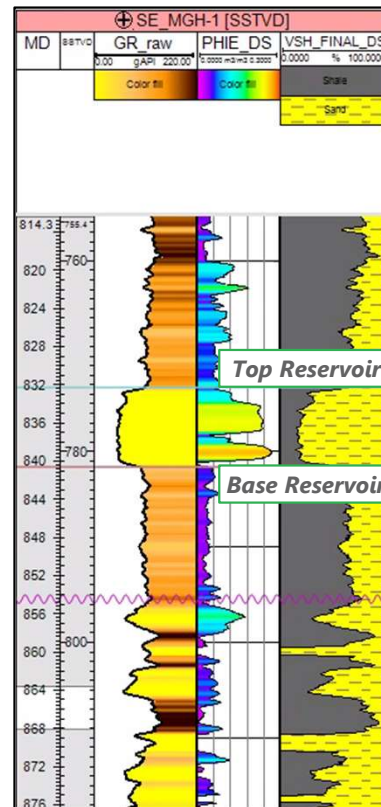 SE_MGH-1 [SSTVD]
MD SSTVD GR_raw PHIE_DS VSH_FINAL_DS
0.00 gAPI 220.00 0.0000 m3/m3 0.3000 0.0000 % 100.000
Color fill Color fill Shale
Sand
814.3 755.4
760
820
824
828
Top Reservoir
832
836
780
840
Base Reservoir
844
848
852
856
800
860
864
868
872
876